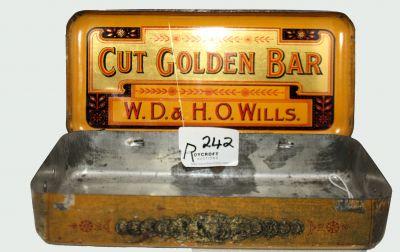 CUT GOLDEN BAR
W.D. & H.O. WILLS.
242
ROYCROFT